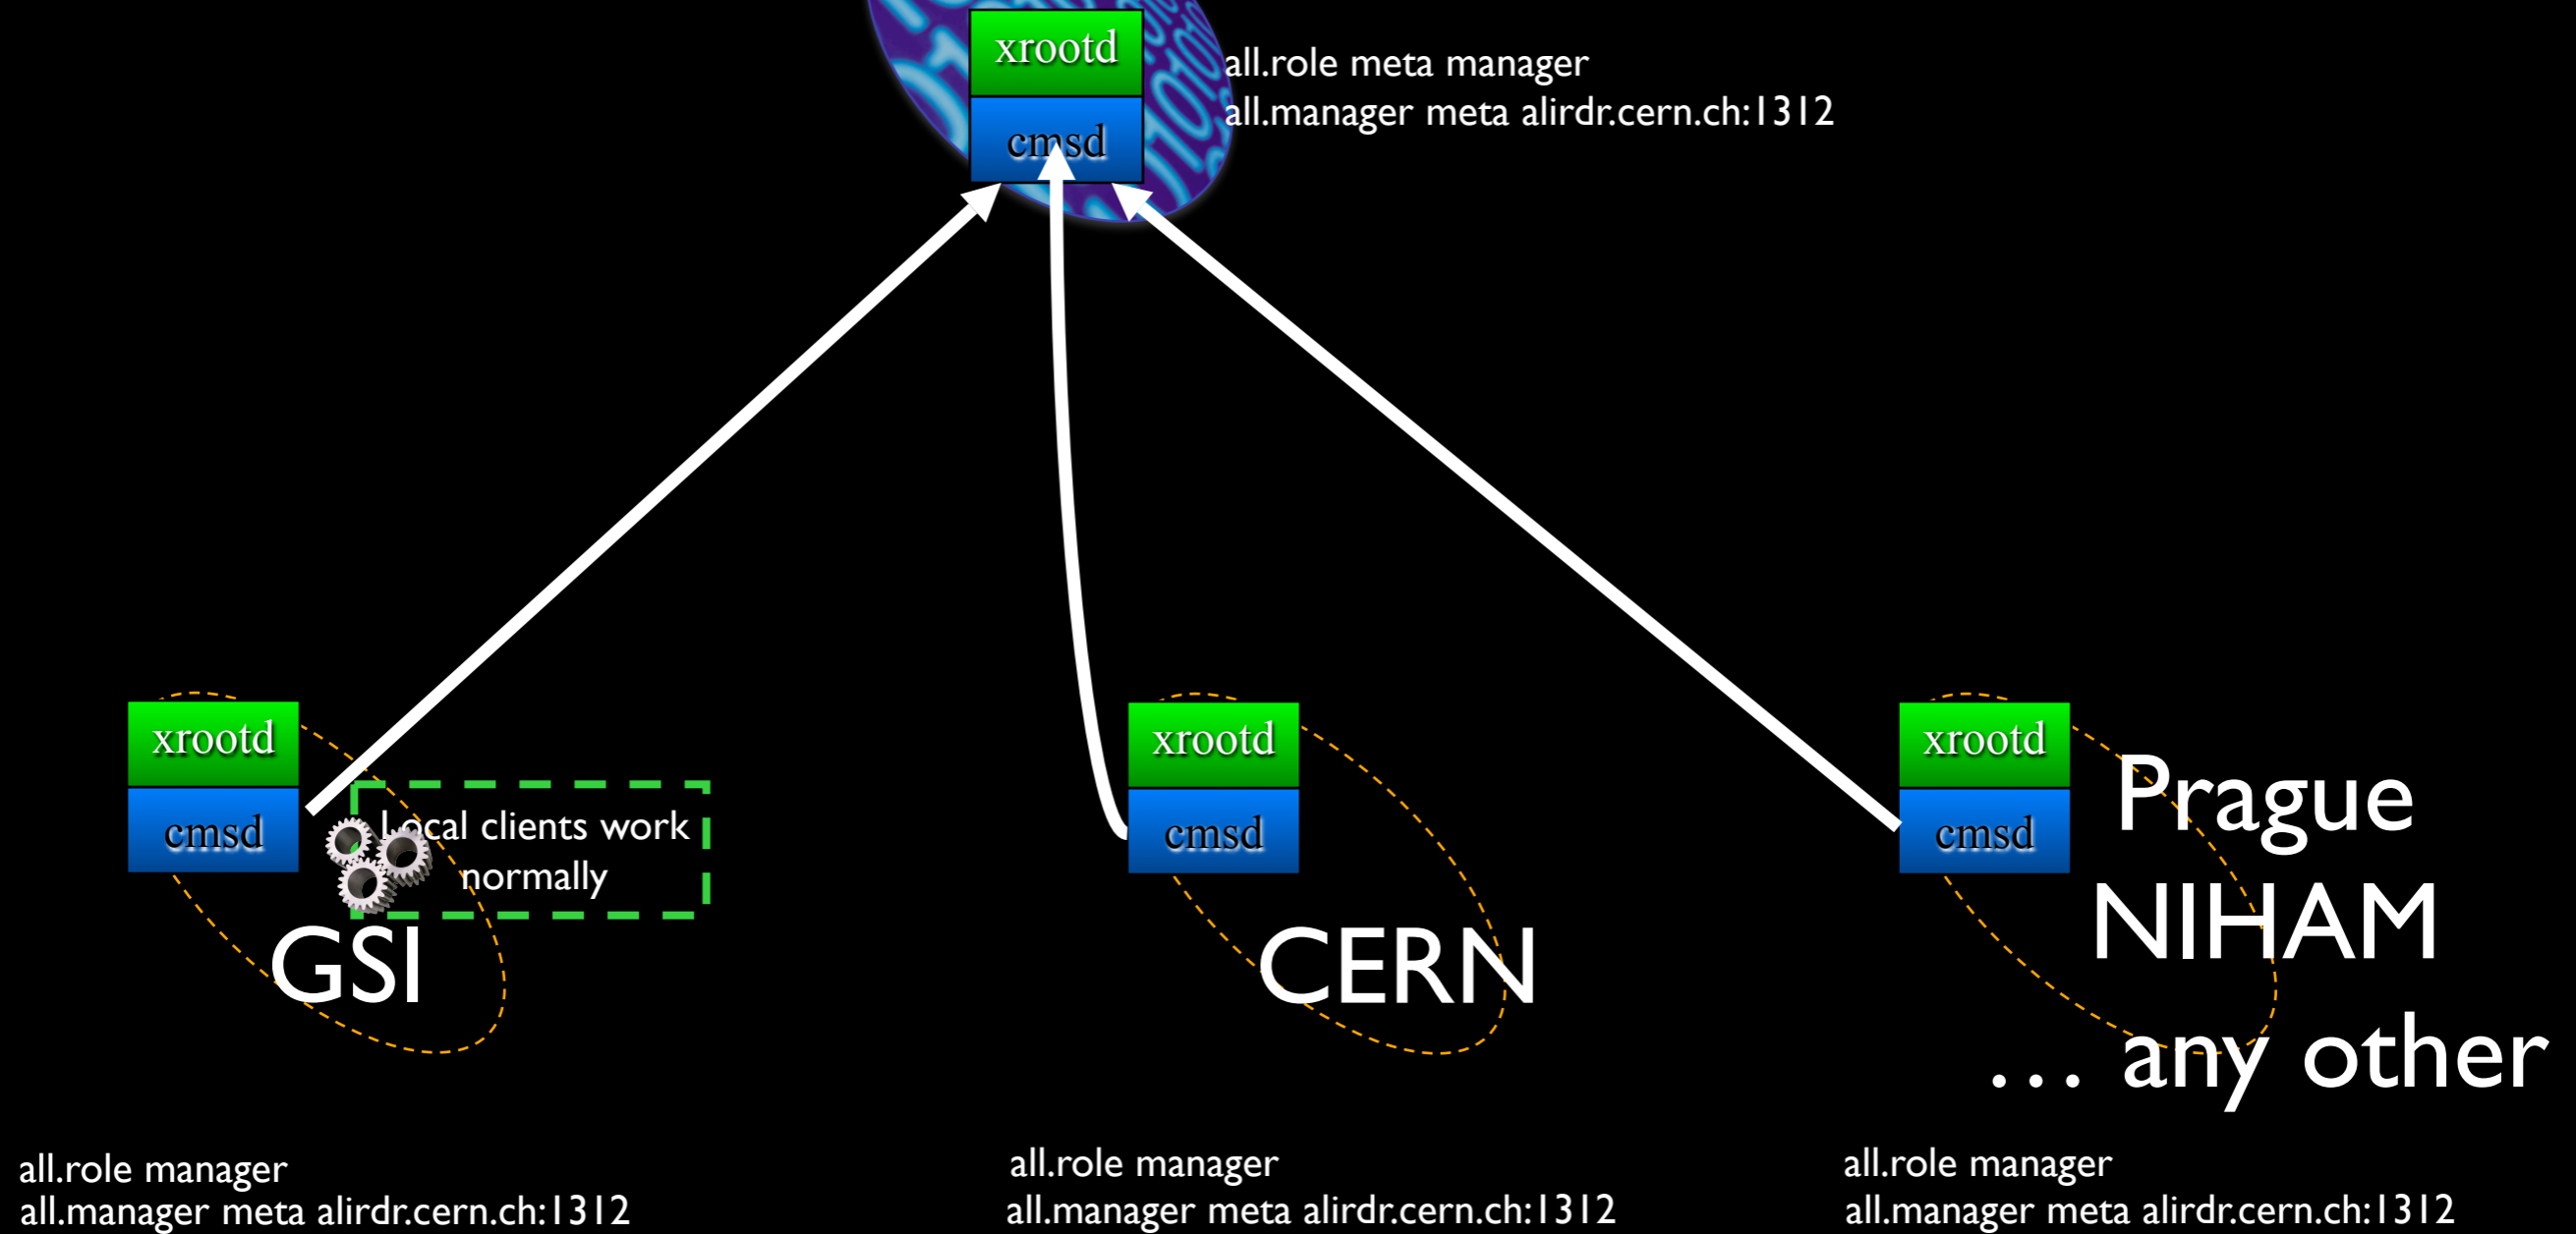 xrootd
cmsd
all.role meta manager
all.manager meta alirdr.cern.ch:1312
xrootd
cmsd
Local clients work
normally
GSI
xrootd
cmsd
CERN
xrootd
cmsd
Prague
NIHAM
... any other
all.role manager
all.manager meta alirdr.cern.ch:1312
all.role manager
all.manager meta alirdr.cern.ch:1312
all.role manager
all.manager meta alirdr.cern.ch:1312